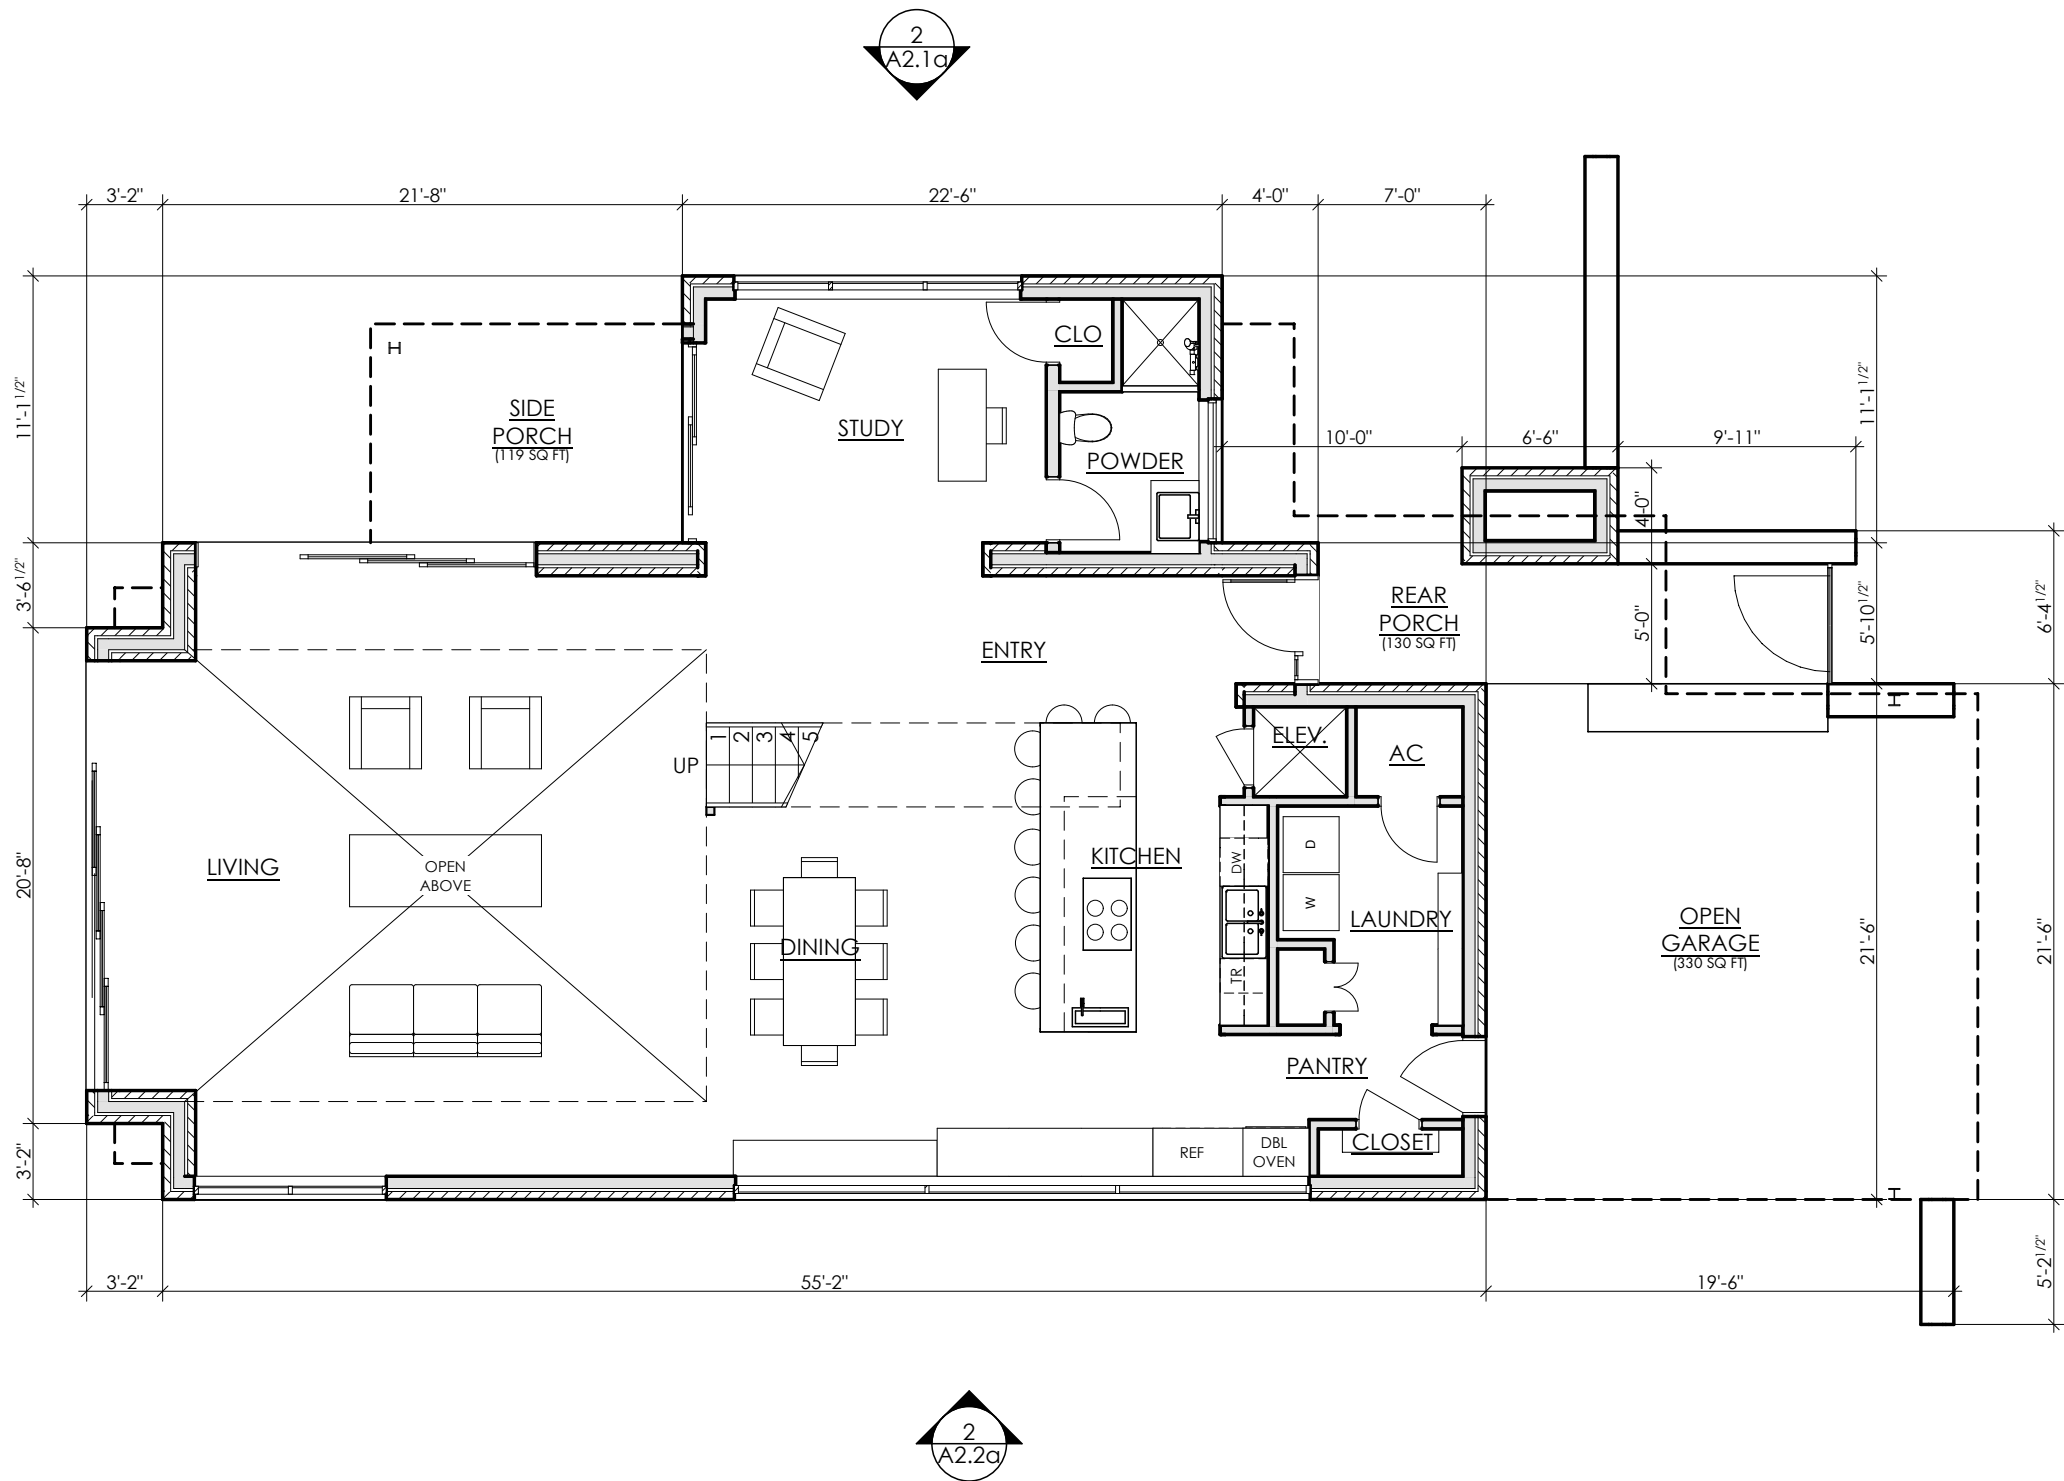 2
A2.1a
3'-2"
21'-8"
22'-6"
4'-0"
7'-0"
11'-1 1/2"
3'-6 1/2"
20'-8"
3'-2"
H
SIDE
PORCH
(119 SQ FT)
STUDY
CLO
POWDER
10'-0"
6'-6"
9'-11"
4'-0"
5'-0"
11'-1 1/2"
5'-10 1/2"
6'-4 1/2"
21'-6"
21'-6"
5'-2 1/2"
REAR
PORCH
(130 SQ FT)
ENTRY
H
ELEV.
AC
UP
1
2
3
4
5
LIVING
OPEN
ABOVE
DINING
KITCHEN
DW
TR
D
W
LAUNDRY
OPEN
GARAGE
(330 SQ FT)
PANTRY
REF
DBL
OVEN
CLOSET
H
3'-2"
55'-2"
19'-6"
2
A2.2a